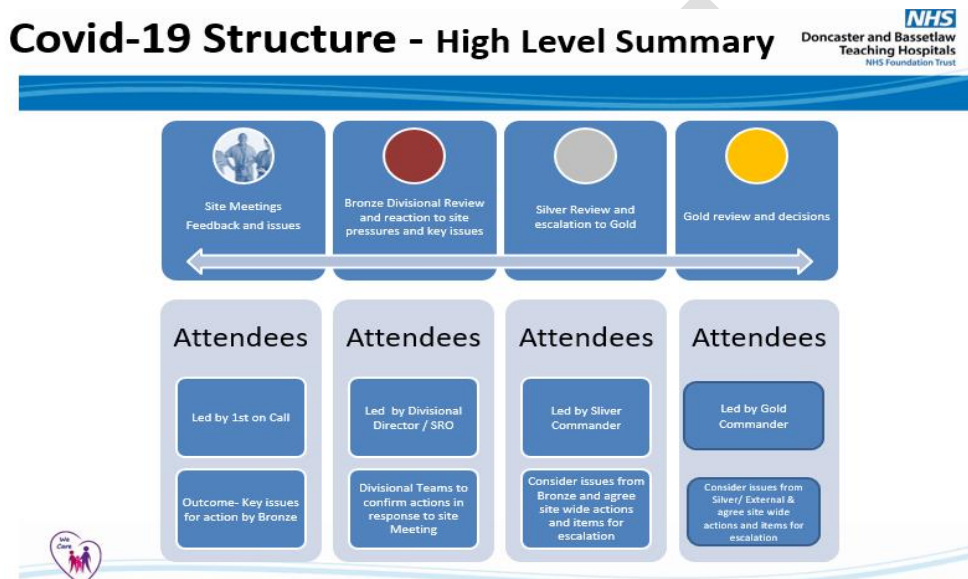 Covid-19 Structure - High Level Summary
NHS
Doncaster and Bassetlaw
Teaching Hospitals
NHS Foundation Trust
Site Meetings
Feedback and issues
Bronze Divisional Review
and reaction to site
pressures and key issues
Silver Review and
escalation to Gold
Gold review and decisions
Attendees
Led by 1st on Call
Outcome- Key issues
for action by Bronze
Attendees
Led by Divisional
Director / SRO
Divisional Teams to
confirm actions in
response to site
Meeting
Attendees
Led by Sliver
Commander
Consider issues from
Bronze and agree
site wide actions
and items for
escalation
Attendees
Led by Gold
Commander
Consider issues from
Silver/ External &
agree site wide
actions and items for
escalation
We
Care